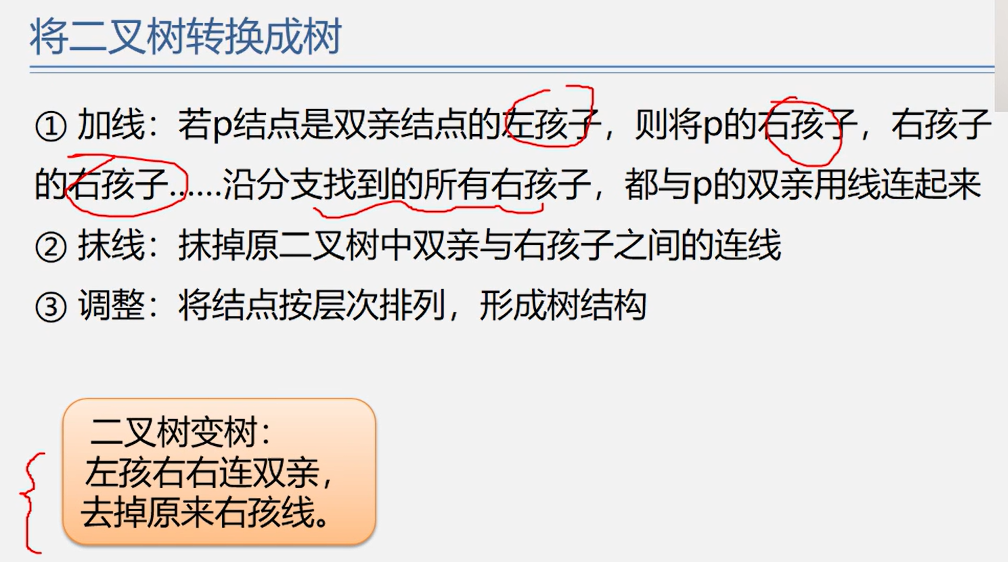 将二叉树转换成树
① 加线：若p结点是双亲结点的左孩子，则将p的右孩子，右孩子
的右孩子……沿分支找到的所有右孩子，都与p的双亲用线连起来
② 抹线：抹掉原二叉树中双亲与右孩子之间的连线
③ 调整：将结点按层次排列，形成树结构
二叉树变树：
左孩右右连双亲，
去掉原来右孩线。